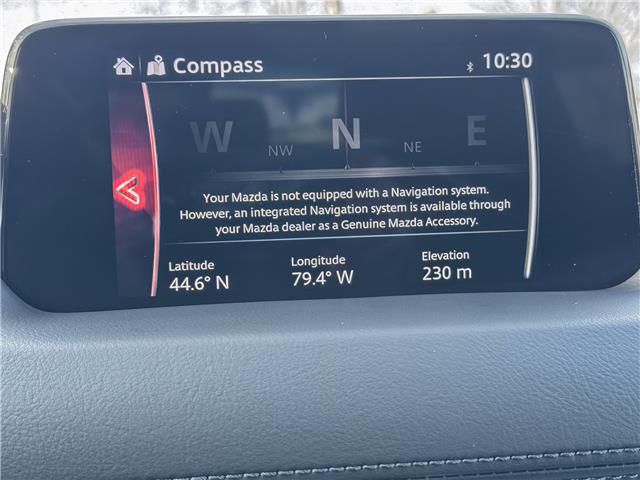 Compass 10:30
W NW N NE E
Your Mazda is not equipped with a Navigation system.
However, an integrated Navigation system is available through
your Mazda dealer as a Genuine Mazda Accessory.
Latitude Longitude Elevation
44.6° N 79.4° W 230 m